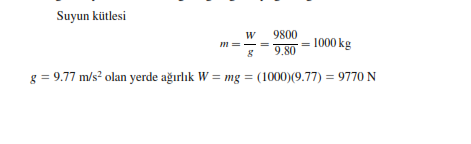 Suyun kütlesi
m = W/g = 9800/9.80 = 1000 kg
g = 9.77 m/s² olan yerde ağırlık W = mg = (1000)(9.77) = 9770 N